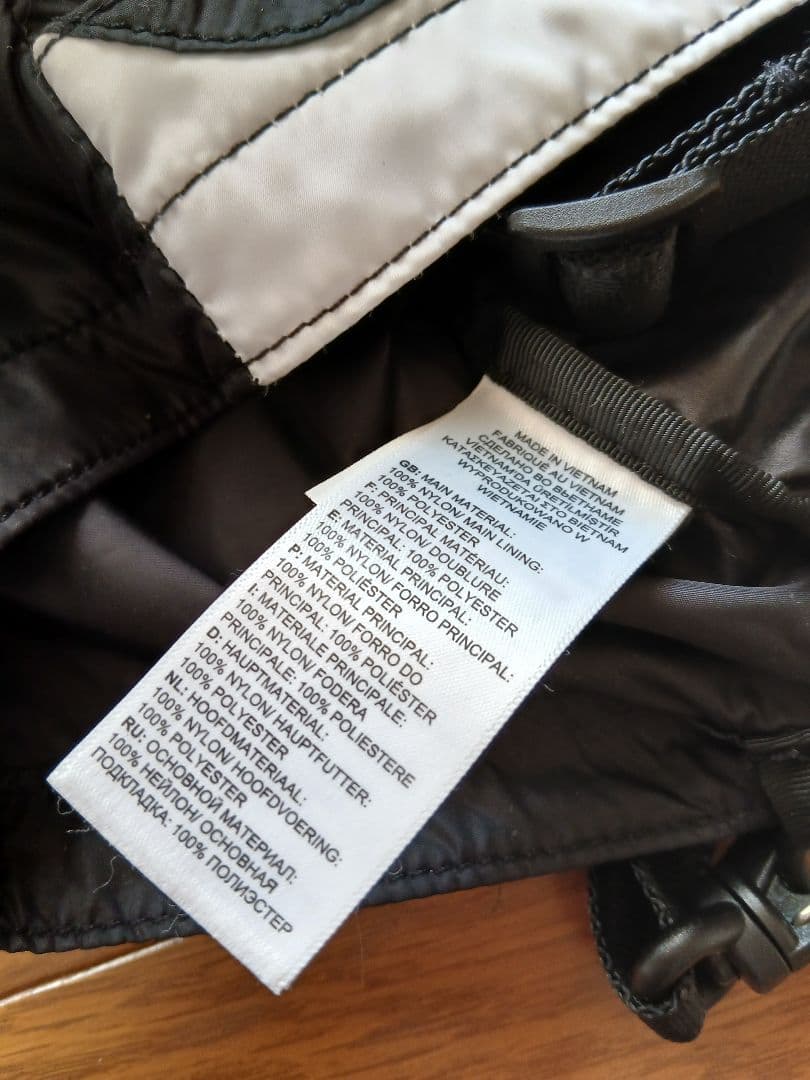 MADE IN VIETNAM
FABRIQUÉ AU VIETNAM
СДЕЛАНО ВО ВЬЕТНАМЕ
VIETNAM'DA ÜRETİLMİŞTİR
ΚΑΤΑΣΚΕΥΑΖΕΤΑΙ ΣΤΟ ΒΙΕΤΝΑΜ
WYPRODUKOWANO W
WIETNAMIE
GB: MAIN MATERIAL:
100% NYLON/ MAIN LINING:
100% POLYESTER
F: PRINCIPAL MATÉRIAU:
100% NYLON/ DOUBLURE
PRINCIPAL: 100% POLYESTER
E: MATERIAL PRINCIPAL:
100% NYLON/ FORRO PRINCIPAL:
100% POLIÉSTER
P: MATERIAL PRINCIPAL:
100% NYLON/ FORRO DO
PRINCIPAL 100% POLIÉSTER
I: MATERIALE PRINCIPALE:
100% NYLON/ FODERA
PRINCIPALE: 100% POLIESTERE
D: HAUPTMATERIAL:
100% NYLON/ HAUPTFUTTER:
100% POLYESTER
NL: HOOFDMATERIAAL:
100% NYLON/ HOOFDVOERING:
100% POLYESTER
RU: ОСНОВНОЙ МАТЕРИАЛ:
100% НЕЙЛОН/ ОСНОВНАЯ
ПОДКЛАДКА: 100% ПОЛИЭСТЕР